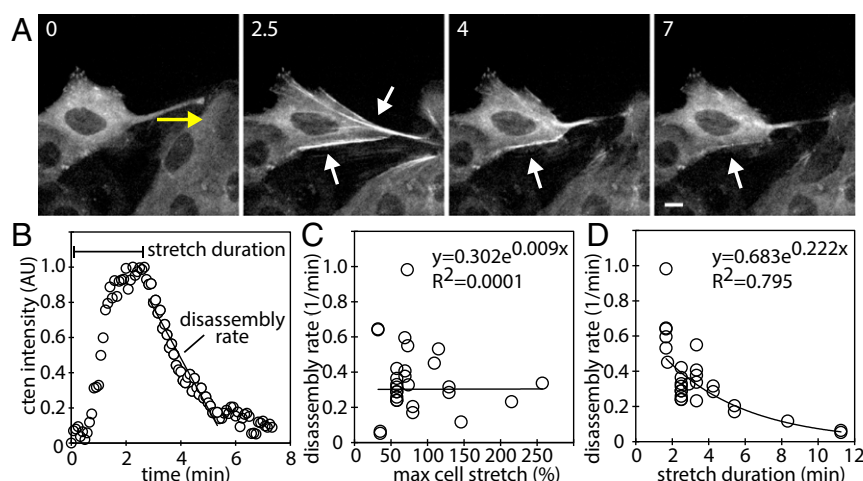 A
0
2.5
4
7
B
stretch duration
cten intensity (AU)
1.0
0.8
0.6
0.4
0.2
0
disassembly
rate
0 2 4 6 8
time (min)
C
y=0.302e^0.009x
R²=0.0001
disassembly rate (1/min)
1.0
0.8
0.6
0.4
0.2
0
0 50 100 150 200 250
max cell stretch (%)
D
y=0.683e^0.222x
R²=0.795
disassembly rate (1/min)
1.0
0.8
0.6
0.4
0.2
0
0 2 4 6 8 10 12
stretch duration (min)